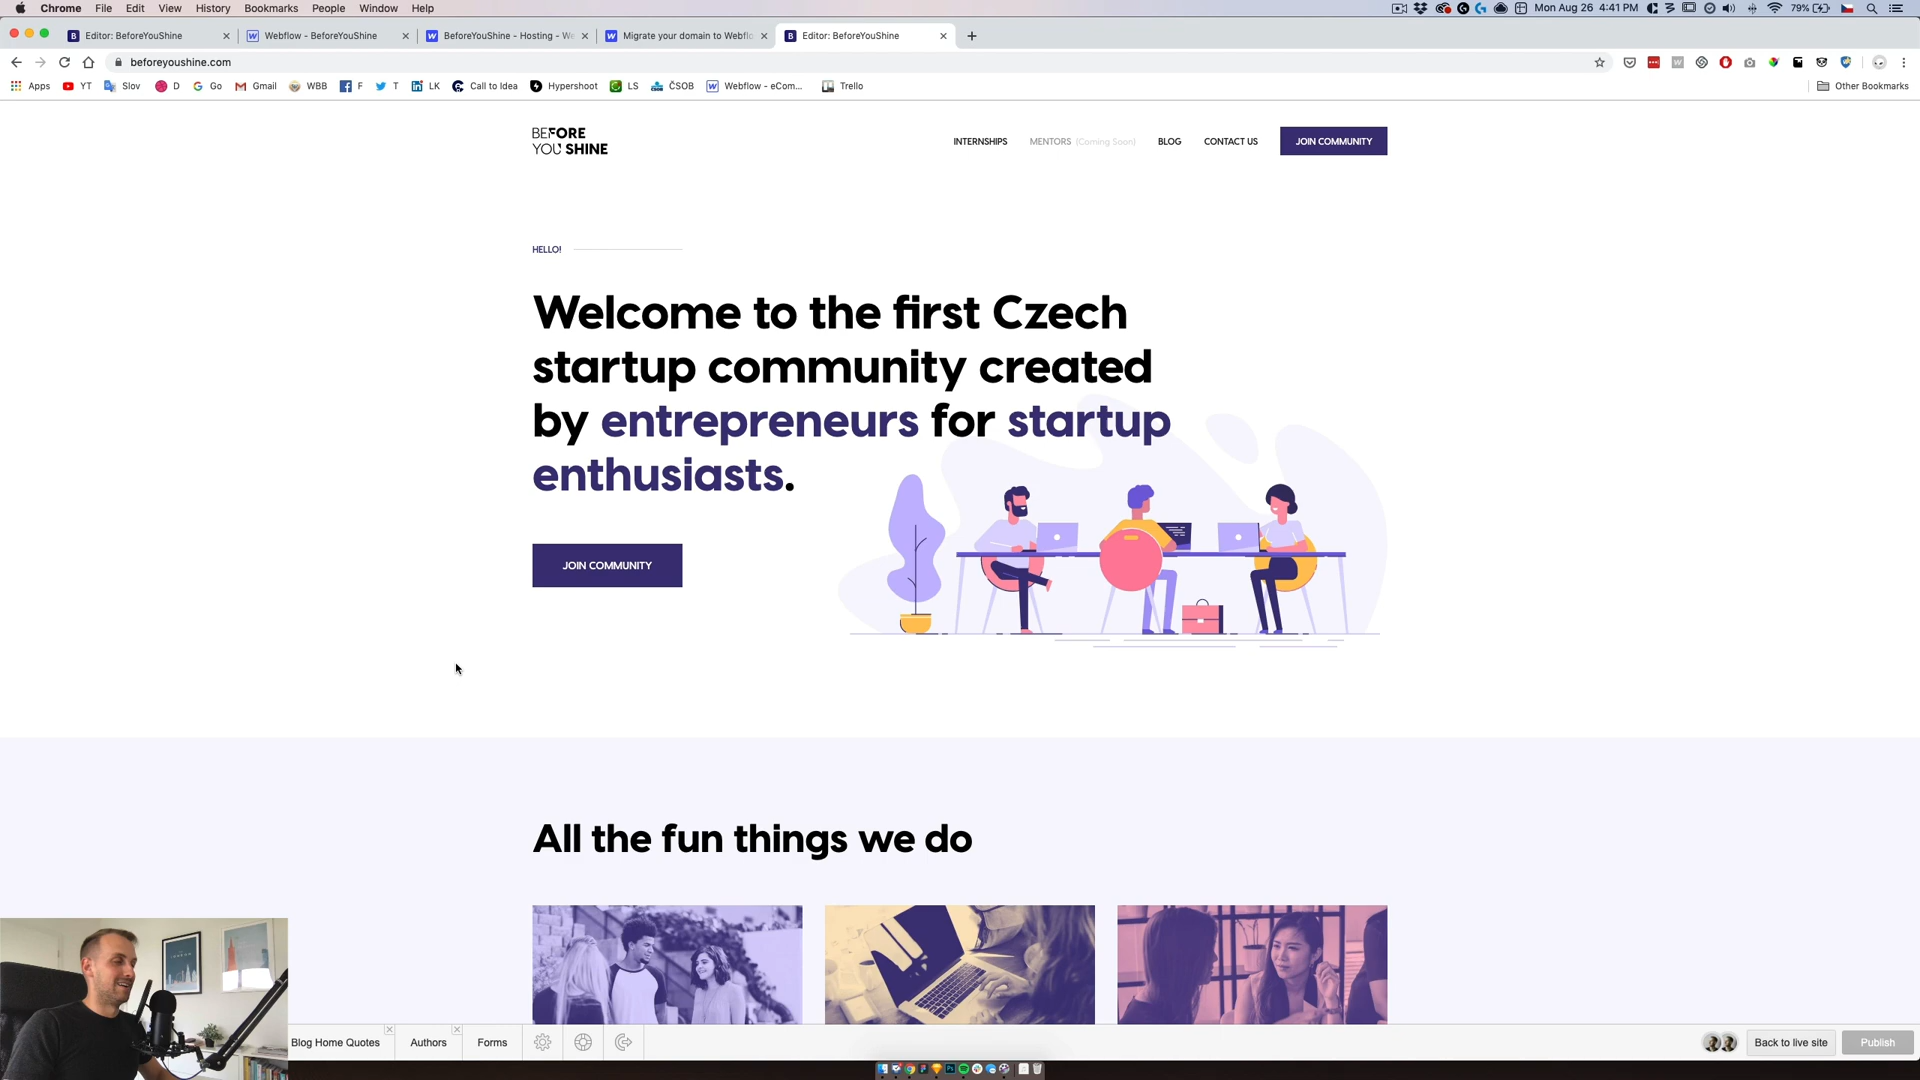 Chrome File Edit View History Bookmarks People Window Help
Mon Aug 26 4:41 PM
79%
Editor: BeforeYouShine
Webflow - BeforeYouShine
BeforeYouShine - Hosting - We
Migrate your domain to Webflo
Editor: BeforeYouShine
beforeyoushine.com
Apps YT Slov D Go Gmail WBB F T LK Call to Idea Hypershoot LS ČSOB Webflow - eCom... Trello Other Bookmarks
BEFORE
YOU SHINE
INTERNSHIPS MENTORS (Coming Soon) BLOG CONTACT US JOIN COMMUNITY
HELLO!
Welcome to the first Czech
startup community created
by entrepreneurs for startup
enthusiasts.
JOIN COMMUNITY
All the fun things we do
Blog Home Quotes Authors Forms
Back to live site Publish